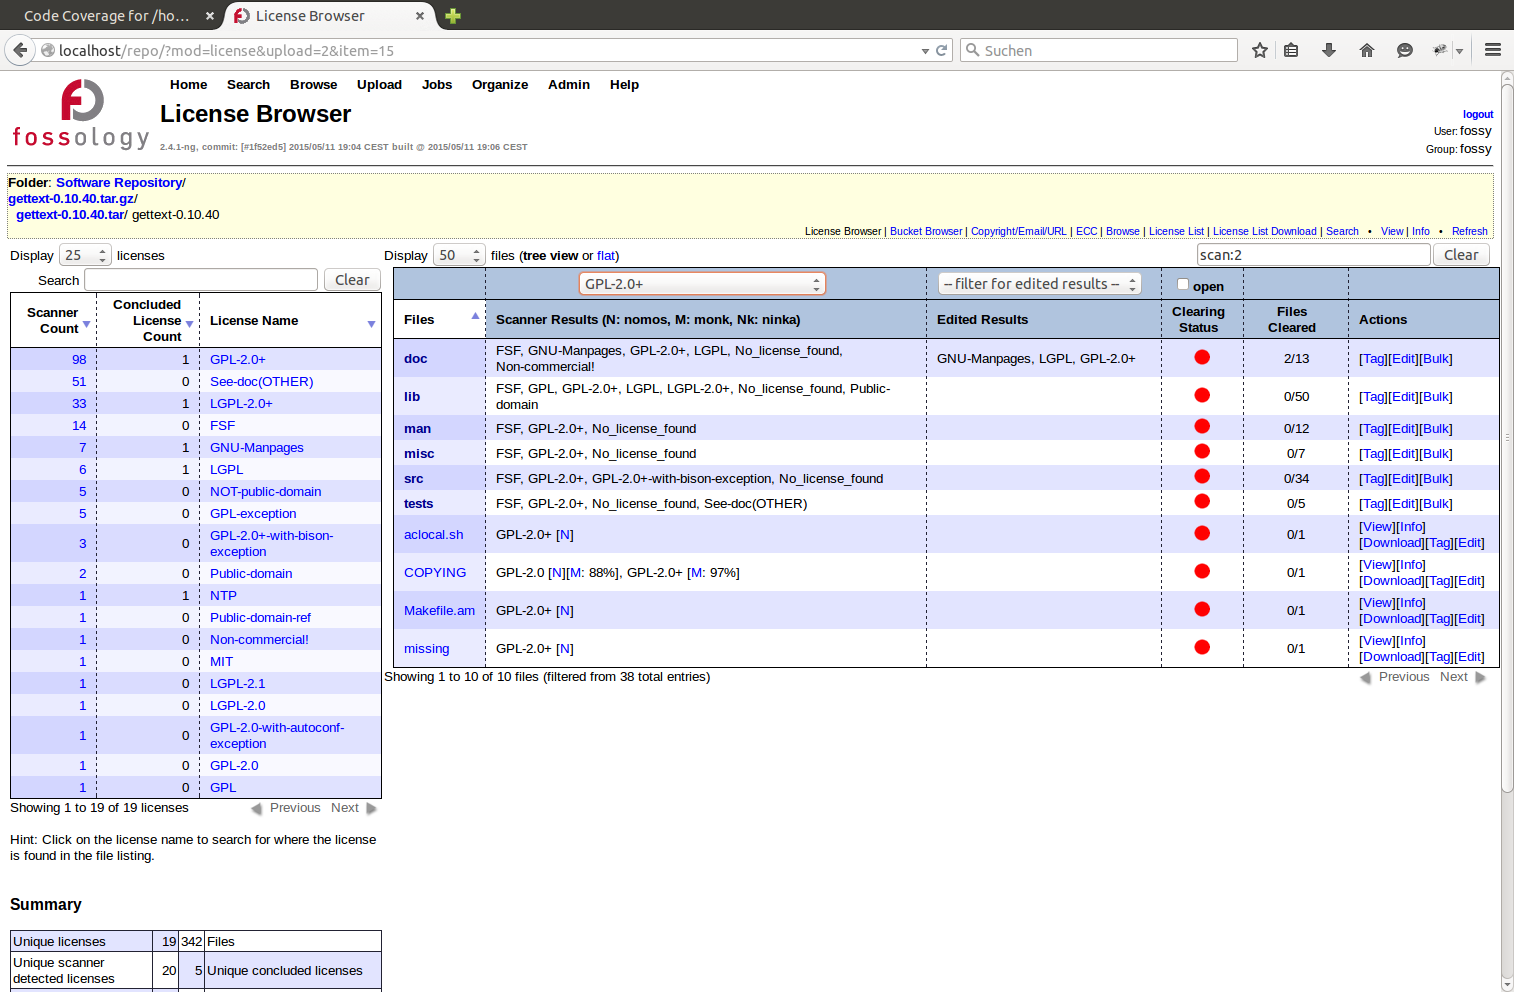 Code Coverage for /ho...
License Browser
localhost/repo/?mod=license&upload=2&item=15
Suchen
Home Search Browse Upload Jobs Organize Admin Help
fossology
License Browser
2.4.1-ng, commit: [#1f52ed5] 2015/05/11 19:04 CEST built @ 2015/05/11 19:06 CEST
logout
User: fossy
Group: fossy
Folder: Software Repository/
gettext-0.10.40.tar.gz/
gettext-0.10.40.tar/ gettext-0.10.40
License Browser | Bucket Browser | Copyright/Email/URL | ECC | Browse | License List | License List Download | Search • View | Info • Refresh
Display 25 licenses
Search Clear
Scanner Count Concluded License Count License Name
98 1 GPL-2.0+
51 0 See-doc(OTHER)
33 1 LGPL-2.0+
14 0 FSF
7 1 GNU-Manpages
6 1 LGPL
5 0 NOT-public-domain
5 0 GPL-exception
3 0 GPL-2.0+-with-bison-
exception
2 0 Public-domain
1 1 NTP
1 0 Public-domain-ref
1 0 Non-commercial!
1 0 MIT
1 0 LGPL-2.1
1 0 LGPL-2.0
1 0 GPL-2.0-with-autoconf-
exception
1 0 GPL-2.0
1 0 GPL
Showing 1 to 19 of 19 licenses Previous Next
Hint: Click on the license name to search for where the license
is found in the file listing.
Summary
Unique licenses 19 342 Files
Unique scanner
detected licenses 20 5 Unique concluded licenses
Display 50 files (tree view or flat)
scan:2 Clear
GPL-2.0+ -- filter for edited results -- open
Files Scanner Results (N: nomos, M: monk, Nk: ninka) Edited Results Clearing Status Files Cleared Actions
doc FSF, GNU-Manpages, GPL-2.0+, LGPL, No_license_found,
Non-commercial! GNU-Manpages, LGPL, GPL-2.0+ 2/13 [Tag][Edit][Bulk]
lib FSF, GPL, GPL-2.0+, LGPL, LGPL-2.0+, No_license_found, Public-
domain 0/50 [Tag][Edit][Bulk]
man FSF, GPL-2.0+, No_license_found 0/12 [Tag][Edit][Bulk]
misc FSF, GPL-2.0+, No_license_found 0/7 [Tag][Edit][Bulk]
src FSF, GPL-2.0+, GPL-2.0+-with-bison-exception, No_license_found 0/34 [Tag][Edit][Bulk]
tests FSF, GPL-2.0+, No_license_found, See-doc(OTHER) 0/5 [Tag][Edit][Bulk]
aclocal.sh GPL-2.0+ [N] 0/1 [View][Info]
[Download][Tag][Edit]
COPYING GPL-2.0 [N][M: 88%], GPL-2.0+ [M: 97%] 0/1 [View][Info]
[Download][Tag][Edit]
Makefile.am GPL-2.0+ [N] 0/1 [View][Info]
[Download][Tag][Edit]
missing GPL-2.0+ [N] 0/1 [View][Info]
[Download][Tag][Edit]
Showing 1 to 10 of 10 files (filtered from 38 total entries) Previous Next